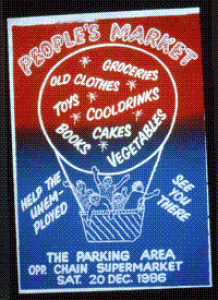 PEOPLE'S MARKET
GROCERIES
OLD CLOTHES
TOYS * COOLDRINKS
BOOKS * CAKES
VEGETABLES
HELP THE
UNEM-
PLOYED
SEE
YOU
THERE
THE PARKING AREA
OPP. CHAIN SUPERMARKET
SAT. 20 DEC. 1986